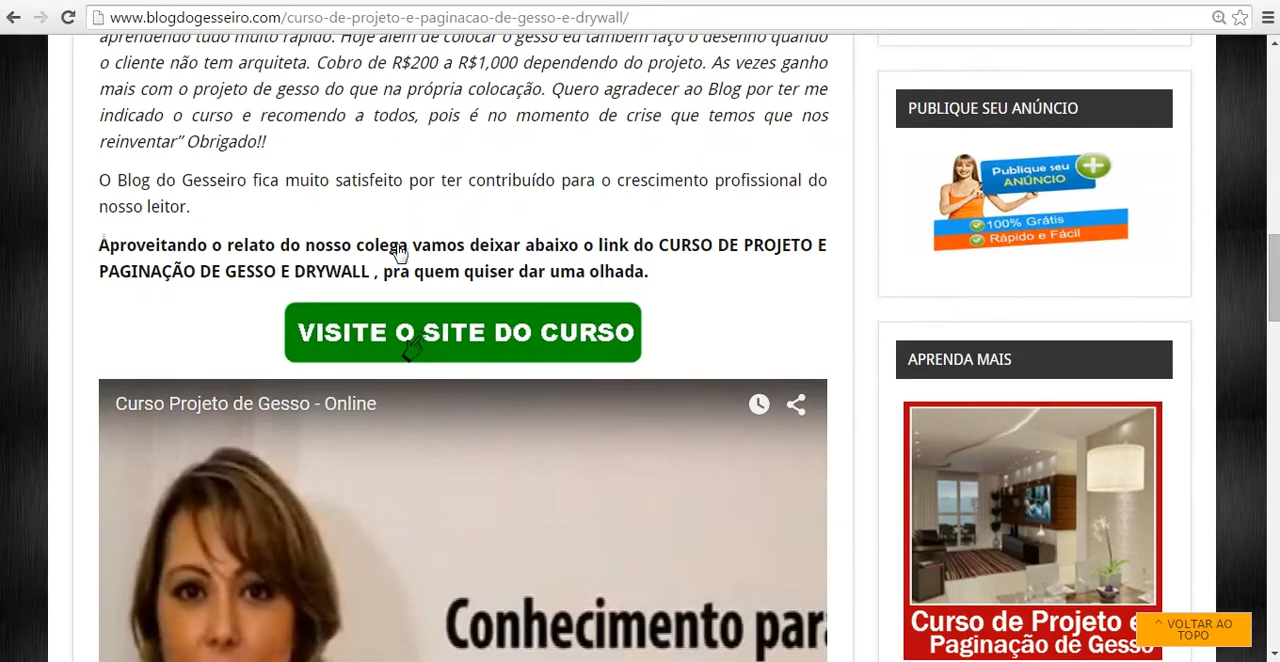 www.blogdogesseiro.com/curso-de-projeto-e-paginacao-de-gesso-e-drywall/
aprendendo tudo muito rápido. Hoje além de colocar o gesso eu também faço o desenho quando
o cliente não tem arquiteta. Cobro de R$200 a R$1,000 dependendo do projeto. As vezes ganho
mais com o projeto de gesso do que na própria colocação. Quero agradecer ao Blog por ter me
indicado o curso e recomendo a todos, pois é no momento de crise que temos que nos
reinventar” Obrigado!!
O Blog do Gesseiro fica muito satisfeito por ter contribuído para o crescimento profissional do
nosso leitor.
Aproveitando o relato do nosso colega vamos deixar abaixo o link do CURSO DE PROJETO E
PAGINAÇÃO DE GESSO E DRYWALL , pra quem quiser dar uma olhada.
VISITE O SITE DO CURSO
Curso Projeto de Gesso - Online
Conhecimento par
PUBLIQUE SEU ANÚNCIO
Publique seu
ANÚNCIO
100% Grátis
Rápido e Fácil
APRENDA MAIS
Curso de Projeto e
Paginação de Gesso
^ VOLTAR AO
TOPO